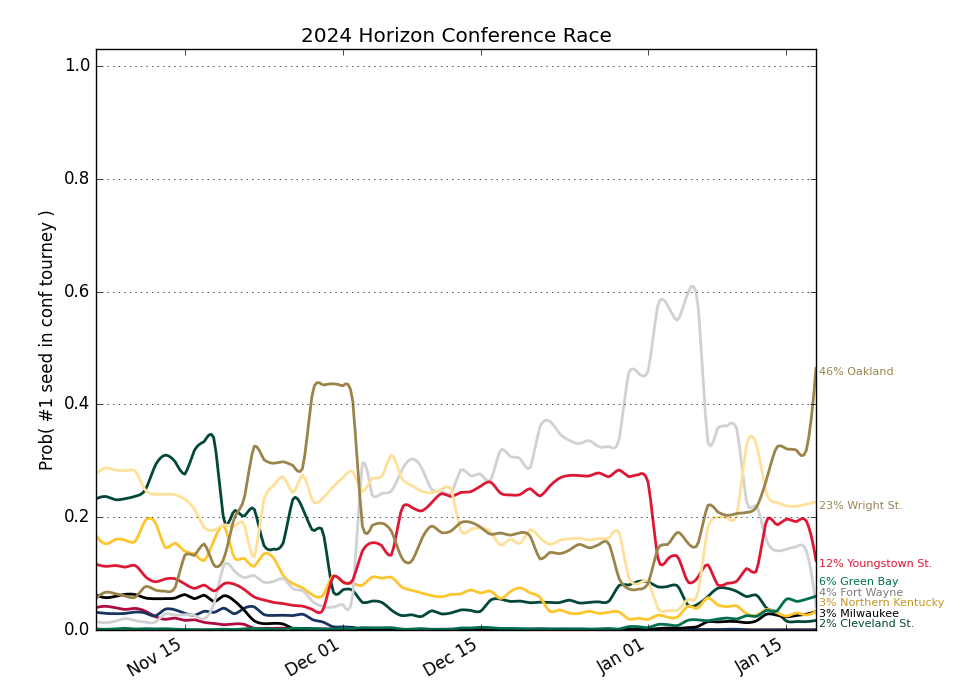 2024 Horizon Conference Race
Prob( #1 seed in conf tourney )
1.0
0.8
0.6
0.4
0.2
0.0
Nov 15
Dec 01
Dec 15
Jan 01
Jan 15
46% Oakland
23% Wright St.
12% Youngstown St.
6% Green Bay
4% Fort Wayne
3% Northern Kentucky
3% Milwaukee
2% Cleveland St.